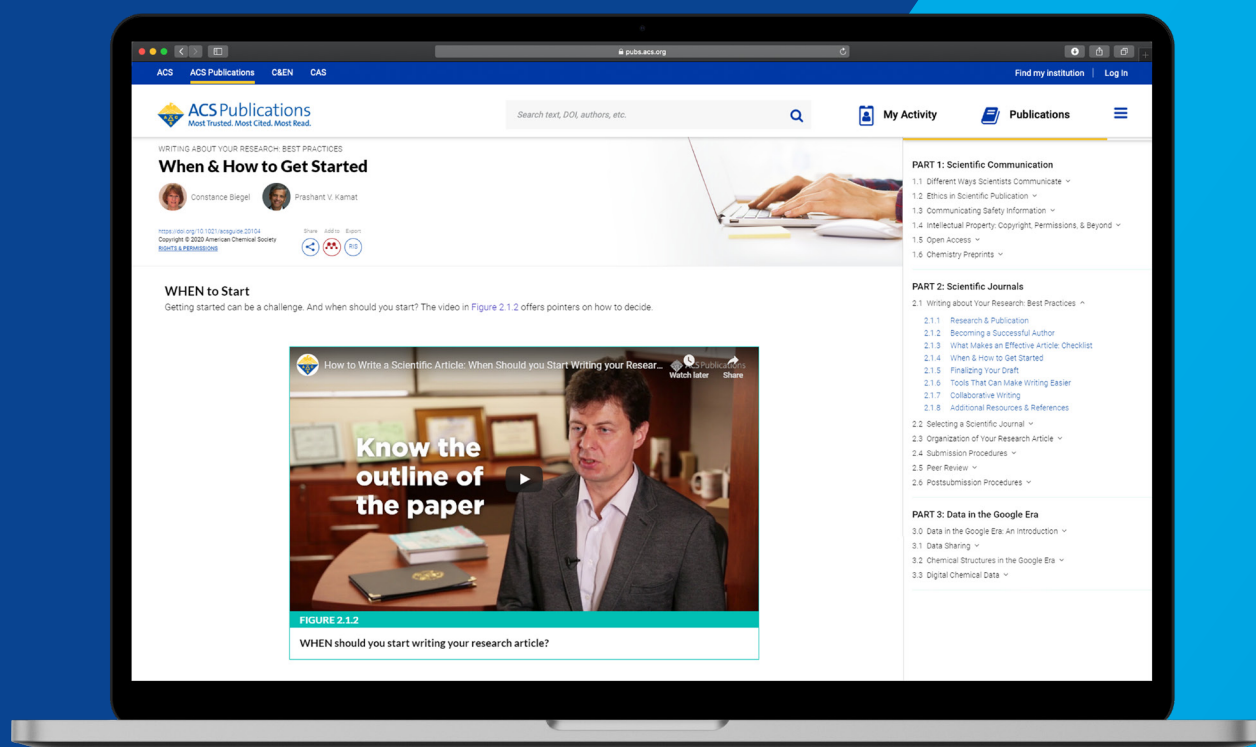 pubs.acs.org
ACS ACS Publications C&EN CAS
Find my institution | Log In
ACS Publications
Most Trusted. Most Cited. Most Read.
Search text, DOI, authors, etc.
My Activity
Publications
WRITING ABOUT YOUR RESEARCH: BEST PRACTICES
When & How to Get Started
Constance Biegel
Prashant V. Kamat
https://doi.org/10.1021/acsguide.20104
Copyright © 2020 American Chemical Society
RIGHTS & PERMISSIONS
Share Add to Export
RIS
WHEN to Start
Getting started can be a challenge. And when should you start? The video in Figure 2.1.2 offers pointers on how to decide.
How to Write a Scientific Article: When Should you Start Writing your Resear...
ACS Publications
Watch later Share
Know the
outline of
the paper
FIGURE 2.1.2
WHEN should you start writing your research article?
PART 1: Scientific Communication
1.1 Different Ways Scientists Communicate
1.2 Ethics in Scientific Publication
1.3 Communicating Safety Information
1.4 Intellectual Property: Copyright, Permissions, & Beyond
1.5 Open Access
1.6 Chemistry Preprints
PART 2: Scientific Journals
2.1 Writing about Your Research: Best Practices
2.1.1 Research & Publication
2.1.2 Becoming a Successful Author
2.1.3 What Makes an Effective Article: Checklist
2.1.4 When & How to Get Started
2.1.5 Finalizing Your Draft
2.1.6 Tools That Can Make Writing Easier
2.1.7 Collaborative Writing
2.1.8 Additional Resources & References
2.2 Selecting a Scientific Journal
2.3 Organization of Your Research Article
2.4 Submission Procedures
2.5 Peer Review
2.6 Postsubmission Procedures
PART 3: Data in the Google Era
3.0 Data in the Google Era: An Introduction
3.1 Data Sharing
3.2 Chemical Structures in the Google Era
3.3 Digital Chemical Data